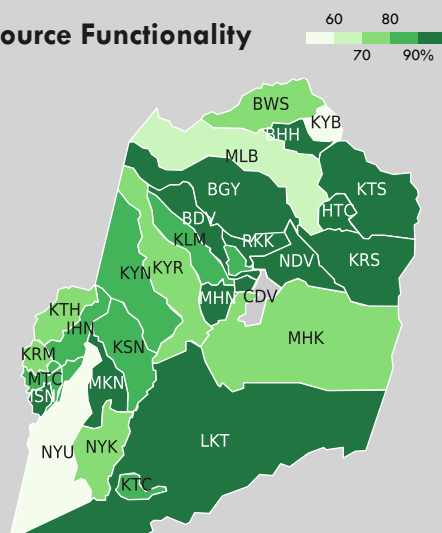 ource Functionality
60 80
70 90%
BWS
KYB
BHH
MLB
BGY
KTS
HTC
BDV
KLM
RKK
NDV
KRS
KYN
KYR
MHN
CDV
KTH
IHN
KSN
MHK
KRM
MTC
MKN
NYU
NYK
LKT
KTC